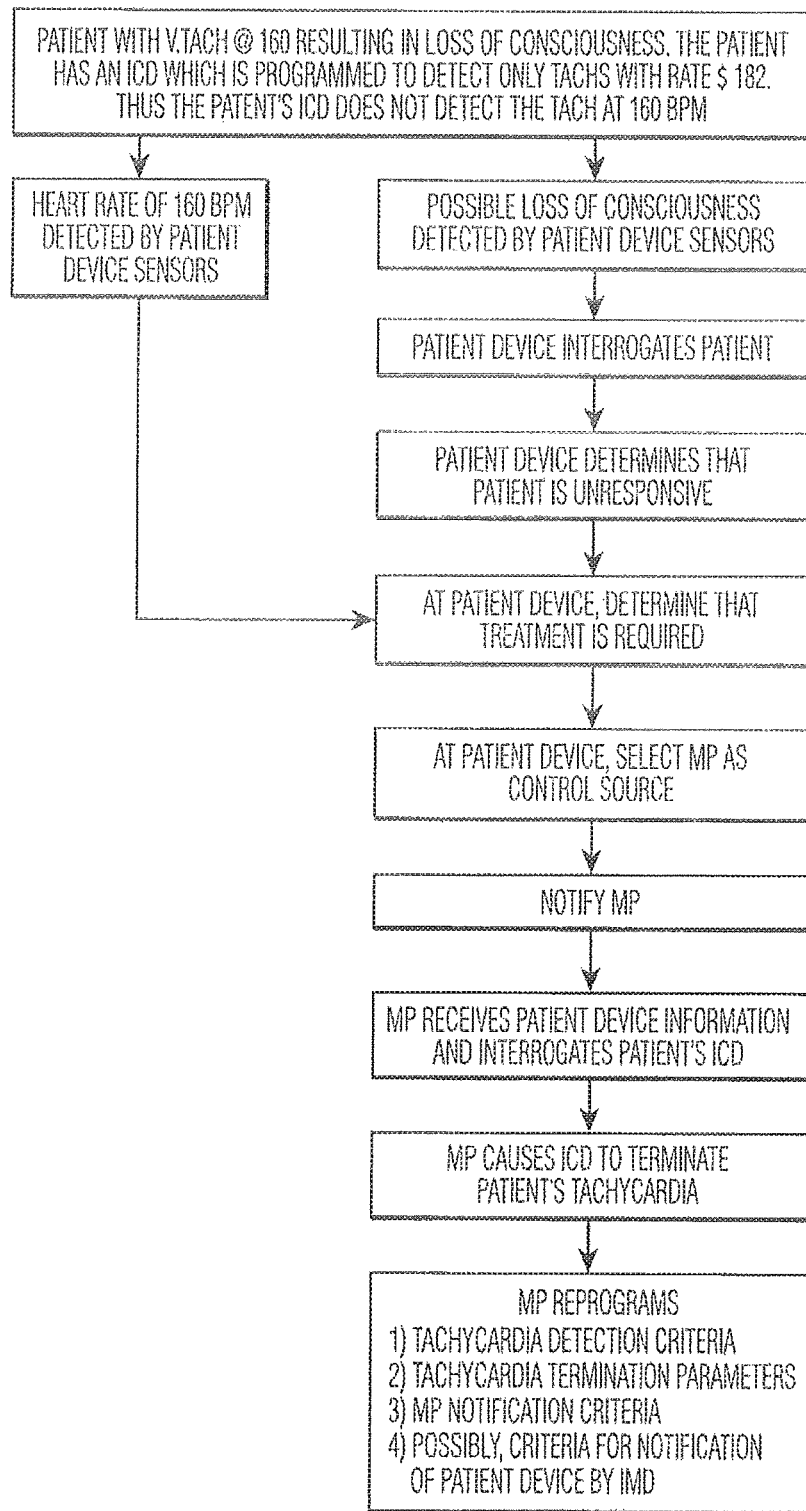 PATIENT WITH V.TACH @ 160 RESULTING IN LOSS OF CONSCIOUSNESS. THE PATIENT
HAS AN ICD WHICH IS PROGRAMMED TO DETECT ONLY TACHS WITH RATE $ 182.
THUS THE PATENT'S ICD DOES NOT DETECT THE TACH AT 160 BPM
HEART RATE OF 160 BPM
DETECTED BY PATIENT
DEVICE SENSORS
POSSIBLE LOSS OF CONSCIOUSNESS
DETECTED BY PATIENT DEVICE SENSORS
PATIENT DEVICE INTERROGATES PATIENT
PATIENT DEVICE DETERMINES THAT
PATIENT IS UNRESPONSIVE
AT PATIENT DEVICE, DETERMINE THAT
TREATMENT IS REQUIRED
AT PATIENT DEVICE, SELECT MP AS
CONTROL SOURCE
NOTIFY MP
MP RECEIVES PATIENT DEVICE INFORMATION
AND INTERROGATES PATIENT'S ICD
MP CAUSES ICD TO TERMINATE
PATIENT'S TACHYCARDIA
MP REPROGRAMS
1) TACHYCARDIA DETECTION CRITERIA
2) TACHYCARDIA TERMINATION PARAMETERS
3) MP NOTIFICATION CRITERIA
4) POSSIBLY, CRITERIA FOR NOTIFICATION
OF PATIENT DEVICE BY IMD